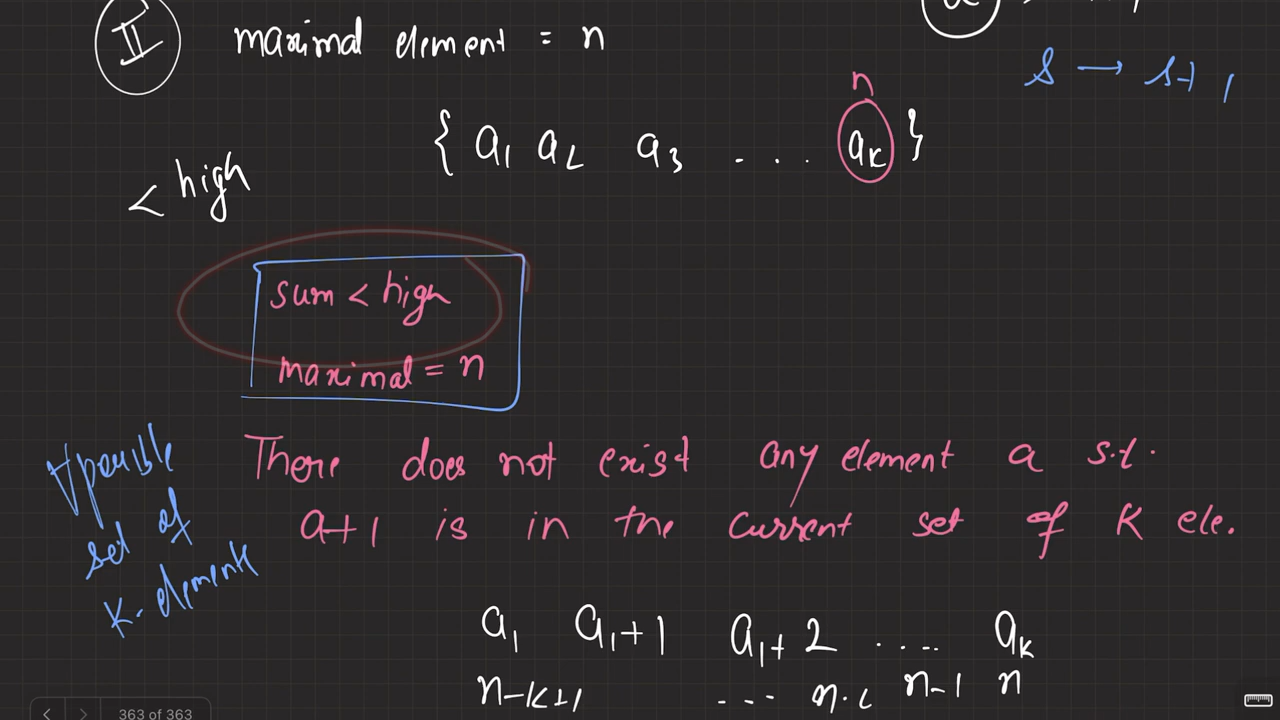 II maximal element = n
s → s+1
n
{ a1 a2 a3 .... ak }
< high
sum < high
maximal = n
∀ possible
set of
k-elements
There does not exist any element a s.t.
a+1 is in the current set of K ele.
a1 a1+1 a1+2 .... ak
n-k+1 ... n-2 n-1 n
363 of 363